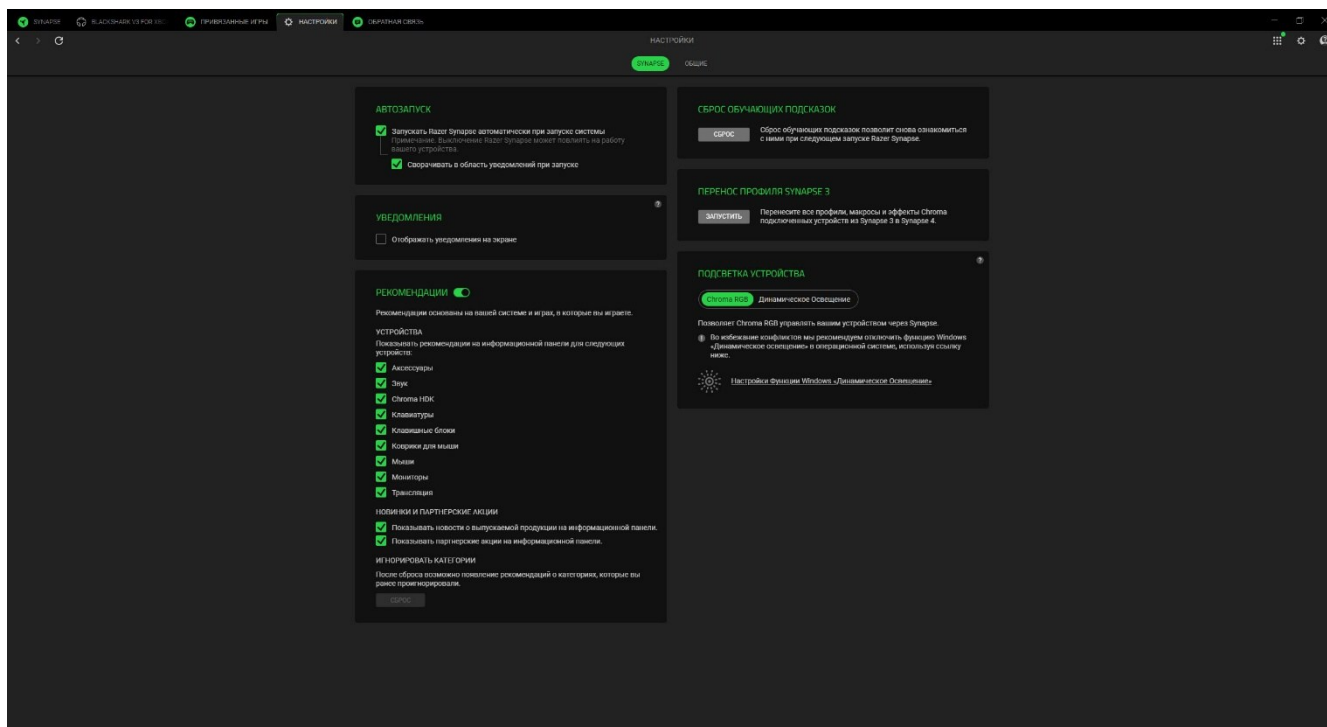 SYNAPSE
BLACKSHARK V3 FOR
ПРИВЯЗАННЫЕ ИГРЫ
НАСТРОЙКИ
ОБРАТНАЯ СВЯЗЬ
НАСТРОЙКИ
SYNAPSE
ОБЩИЕ
АВТОЗАПУСК
Запускать Razer Synapse автоматически при запуске системы
Примечание. Выключение Razer Synapse может повлиять на работу
вашего устройства.
Сворачивать в область уведомлений при запуске
УВЕДОМЛЕНИЯ
Отображать уведомления на экране
РЕКОМЕНДАЦИИ
Рекомендации основаны на вашей системе и играх, в которые вы играете.
УСТРОЙСТВА
Показывать рекомендации на информационной панели для следующих
устройств:
Аксессуары
Звук
Chroma HDK
Клавиатуры
Клавишные блоки
Коврики для мыши
Мыши
Мониторы
Трансляция
НОВИНКИ И ПАРТНЕРСКИЕ АКЦИИ
Показывать новости о выпускаемой продукции на информационной панели.
Показывать партнерские акции на информационной панели.
ИГНОРИРОВАТЬ КАТЕГОРИИ
После сброса возможно появление рекомендаций о категориях, которые вы
ранее проигнорировали.
СБРОС
СБРОС ОБУЧАЮЩИХ ПОДСКАЗОК
СБРОС
Сброс обучающих подсказок позволит снова ознакомиться
с ними при следующем запуске Razer Synapse.
ПЕРЕНОС ПРОФИЛЯ SYNAPSE 3
ЗАПУСТИТЬ
Перенесите все профили, макросы и эффекты Chroma
подключенных устройств из Synapse 3 в Synapse 4.
ПОДСВЕТКА УСТРОЙСТВА
Chroma RGB
Динамическое Освещение
Позволяет Chroma RGB управлять вашим устройством через Synapse.
Во избежание конфликтов мы рекомендуем отключить функцию Windows
«Динамическое освещение» в операционной системе, используя ссылку
ниже.
Настройки Функции Windows «Динамическое Освещение»